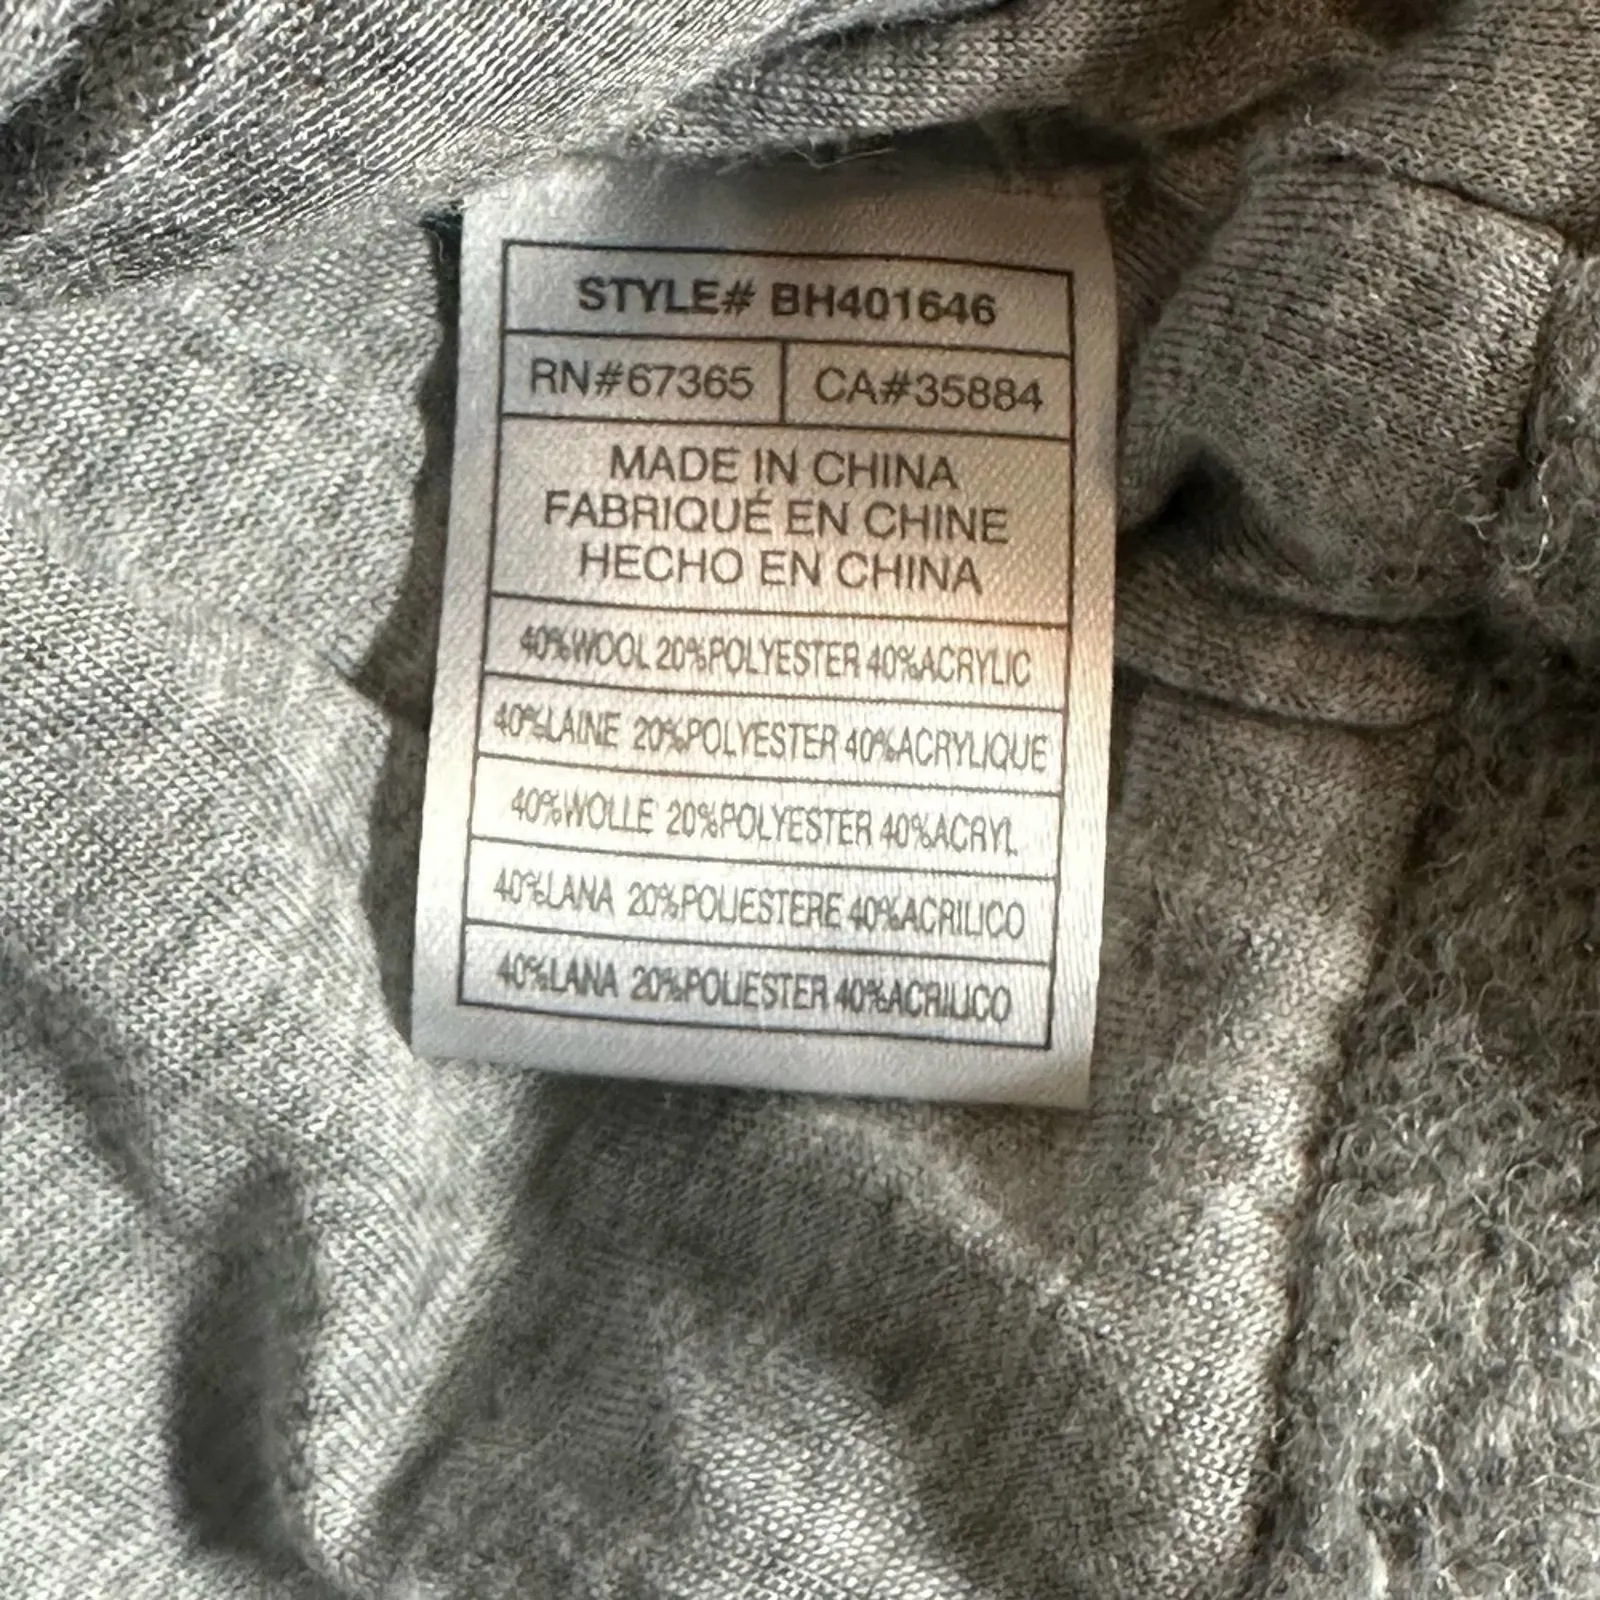 STYLE# BH401646
RN#67365 CA#35884
MADE IN CHINA
FABRIQUÉ EN CHINE
HECHO EN CHINA
40%WOOL 20%POLYESTER 40%ACRYLIC
40%LAINE 20%POLYESTER 40%ACRYLIQUE
40%WOLLE 20%POLYESTER 40%ACRYL
40%LANA 20%POLIESTERE 40%ACRILICO
40%LANA 20%POLIESTER 40%ACRILICO